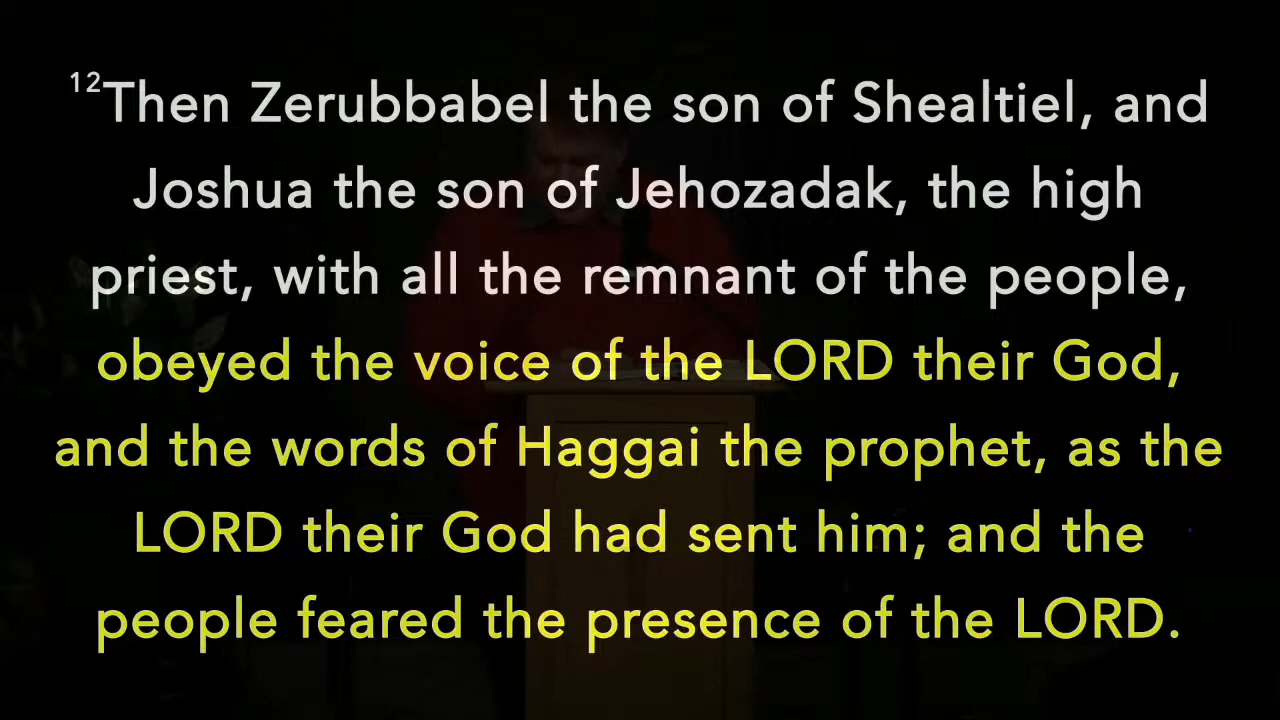 12Then Zerubbabel the son of Shealtiel, and
Joshua the son of Jehozadak, the high
priest, with all the remnant of the people,
obeyed the voice of the LORD their God,
and the words of Haggai the prophet, as the
LORD their God had sent him; and the
people feared the presence of the LORD.